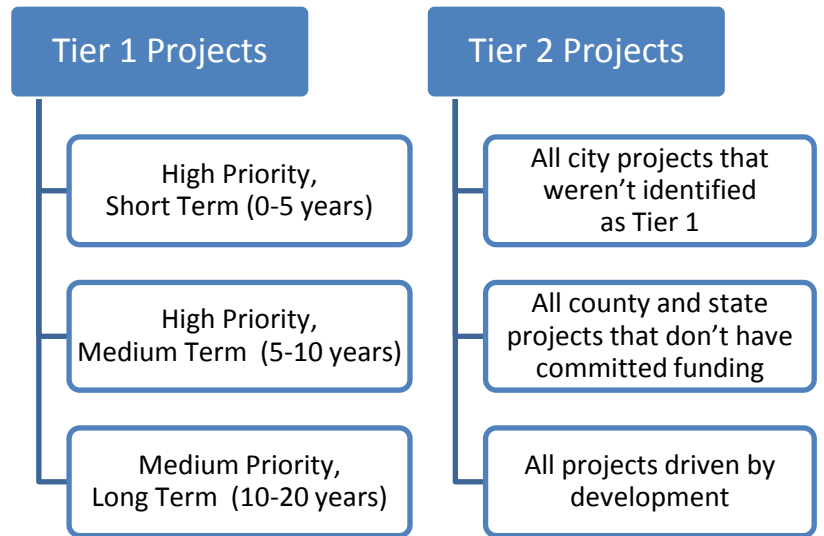 Tier 1 Projects
High Priority,
Short Term (0-5 years)
High Priority,
Medium Term (5-10 years)
Medium Priority,
Long Term (10-20 years)
Tier 2 Projects
All city projects that
weren't identified
as Tier 1
All county and state
projects that don't have
committed funding
All projects driven by
development